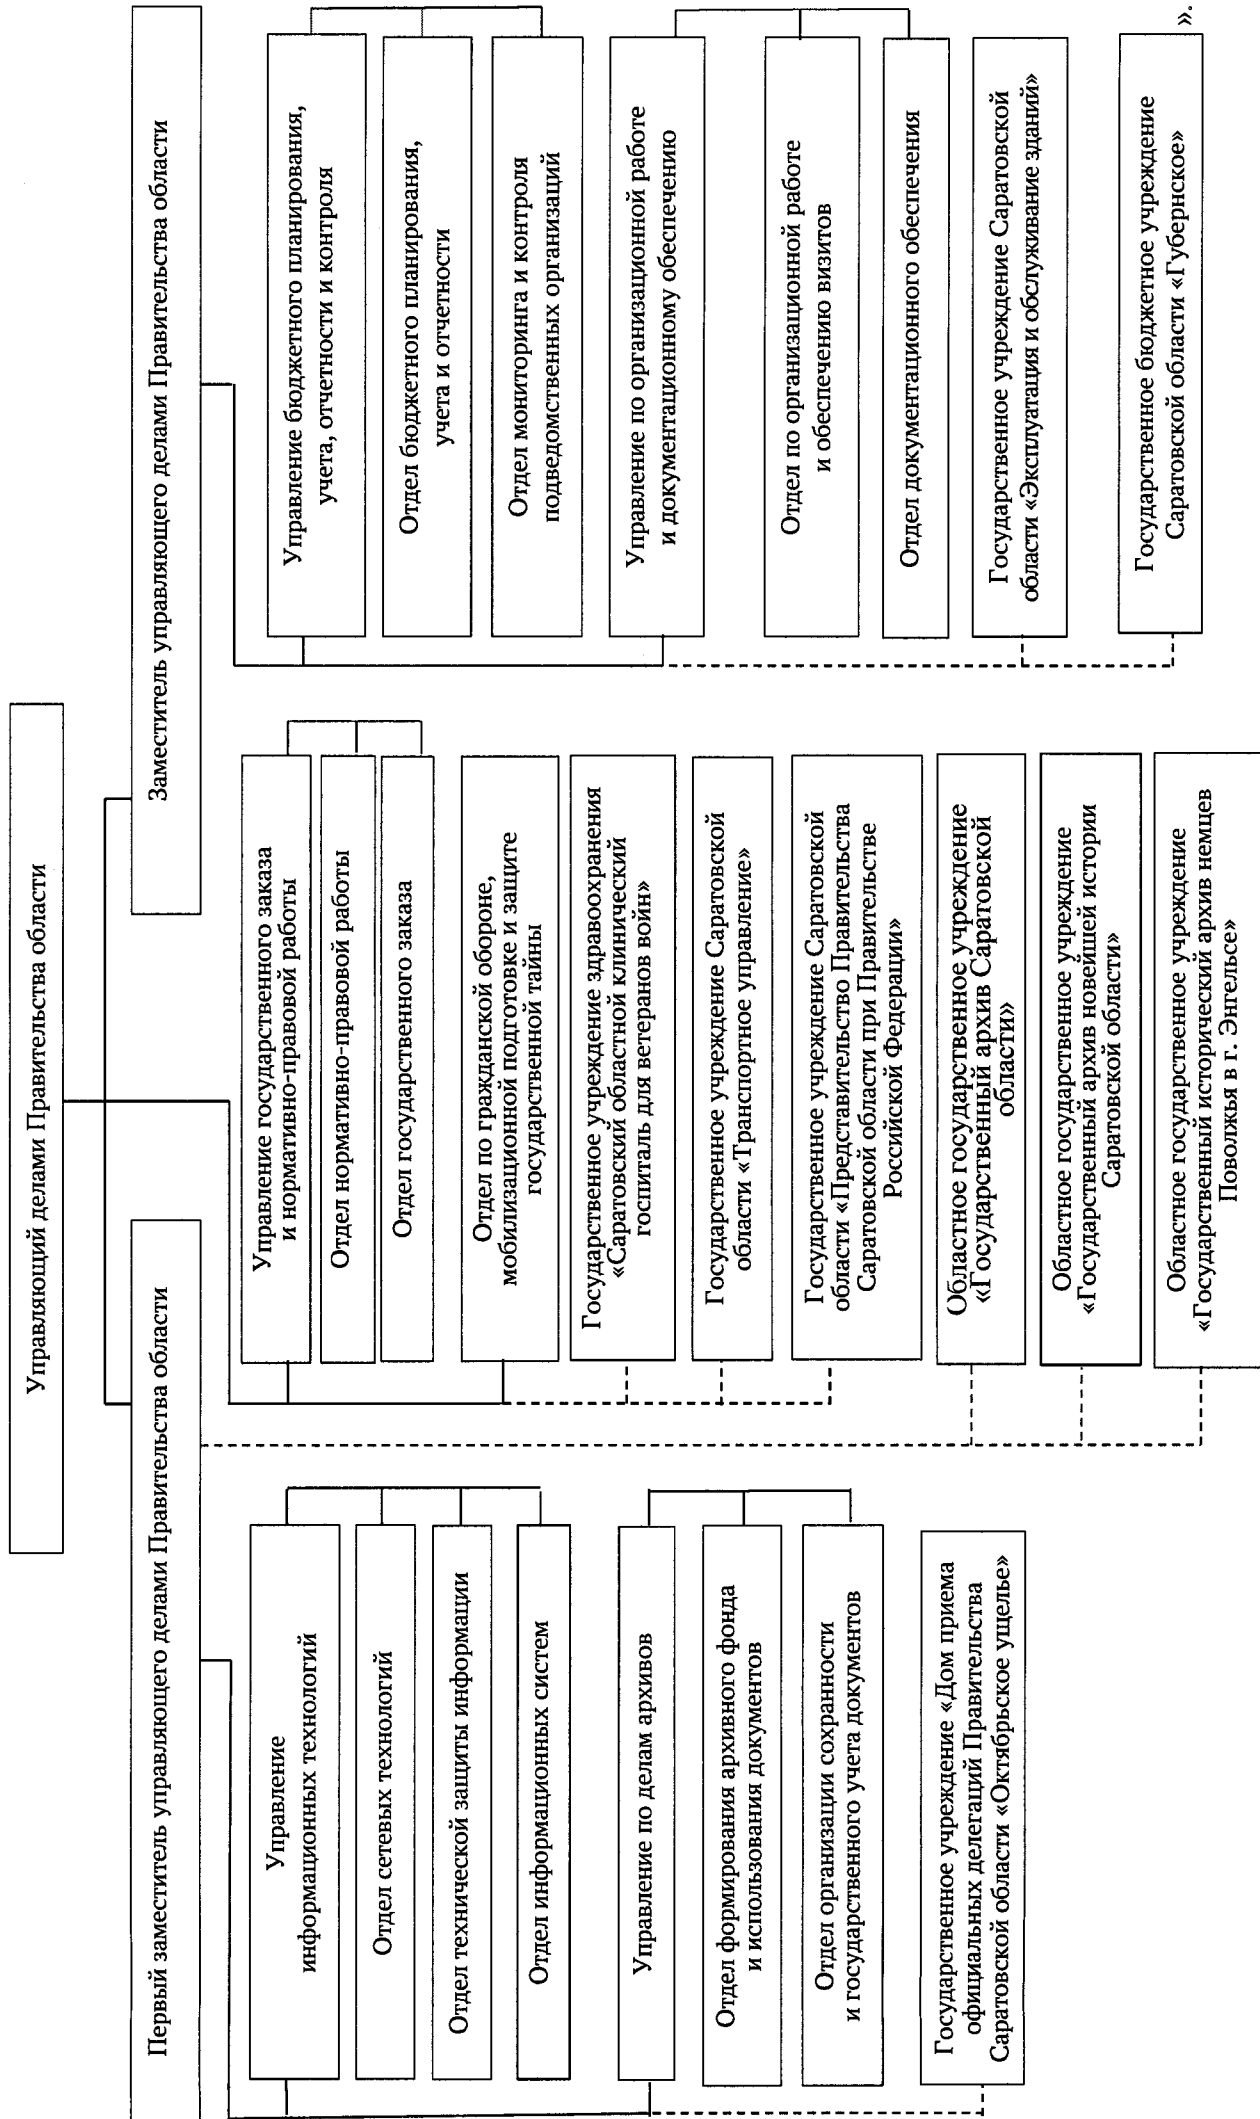 Управляющий делами Правительства области
Первый заместитель управляющего делами Правительства области
Заместитель управляющего делами Правительства области
Управление
информационных технологий
Отдел сетевых технологий
Отдел технической защиты информации
Отдел информационных систем
Управление по делам архивов
Отдел формирования архивного фонда
и использования документов
Отдел организации сохранности
и государственного учета документов
Государственное учреждение «Дом приема
официальных делегаций Правительства
Саратовской области «Октябрьское ущелье»
Управление государственного заказа
и нормативно-правовой работы
Отдел нормативно-правовой работы
Отдел государственного заказа
Отдел по гражданской обороне,
мобилизационной подготовке и защите
государственной тайны
Государственное учреждение здравоохранения
«Саратовский областной клинический
госпиталь для ветеранов войн»
Государственное учреждение Саратовской
области «Транспортное управление»
Государственное учреждение Саратовской
области «Представительство Правительства
Саратовской области при Правительстве
Российской Федерации»
Областное государственное учреждение
«Государственный архив Саратовской
области»
Областное государственное учреждение
«Государственный архив новейшей истории
Саратовской области»
Областное государственное учреждение
«Государственный исторический архив немцев
Поволжья в г. Энгельсе»
Управление бюджетного планирования,
учета, отчетности и контроля
Отдел бюджетного планирования,
учета и отчетности
Отдел мониторинга и контроля
подведомственных организаций
Управление по организационной работе
и документационному обеспечению
Отдел по организационной работе
и обеспечению визитов
Отдел документационного обеспечения
Государственное учреждение Саратовской
области «Эксплуатация и обслуживание зданий»
Государственное бюджетное учреждение
Саратовской области «Губернское»
».